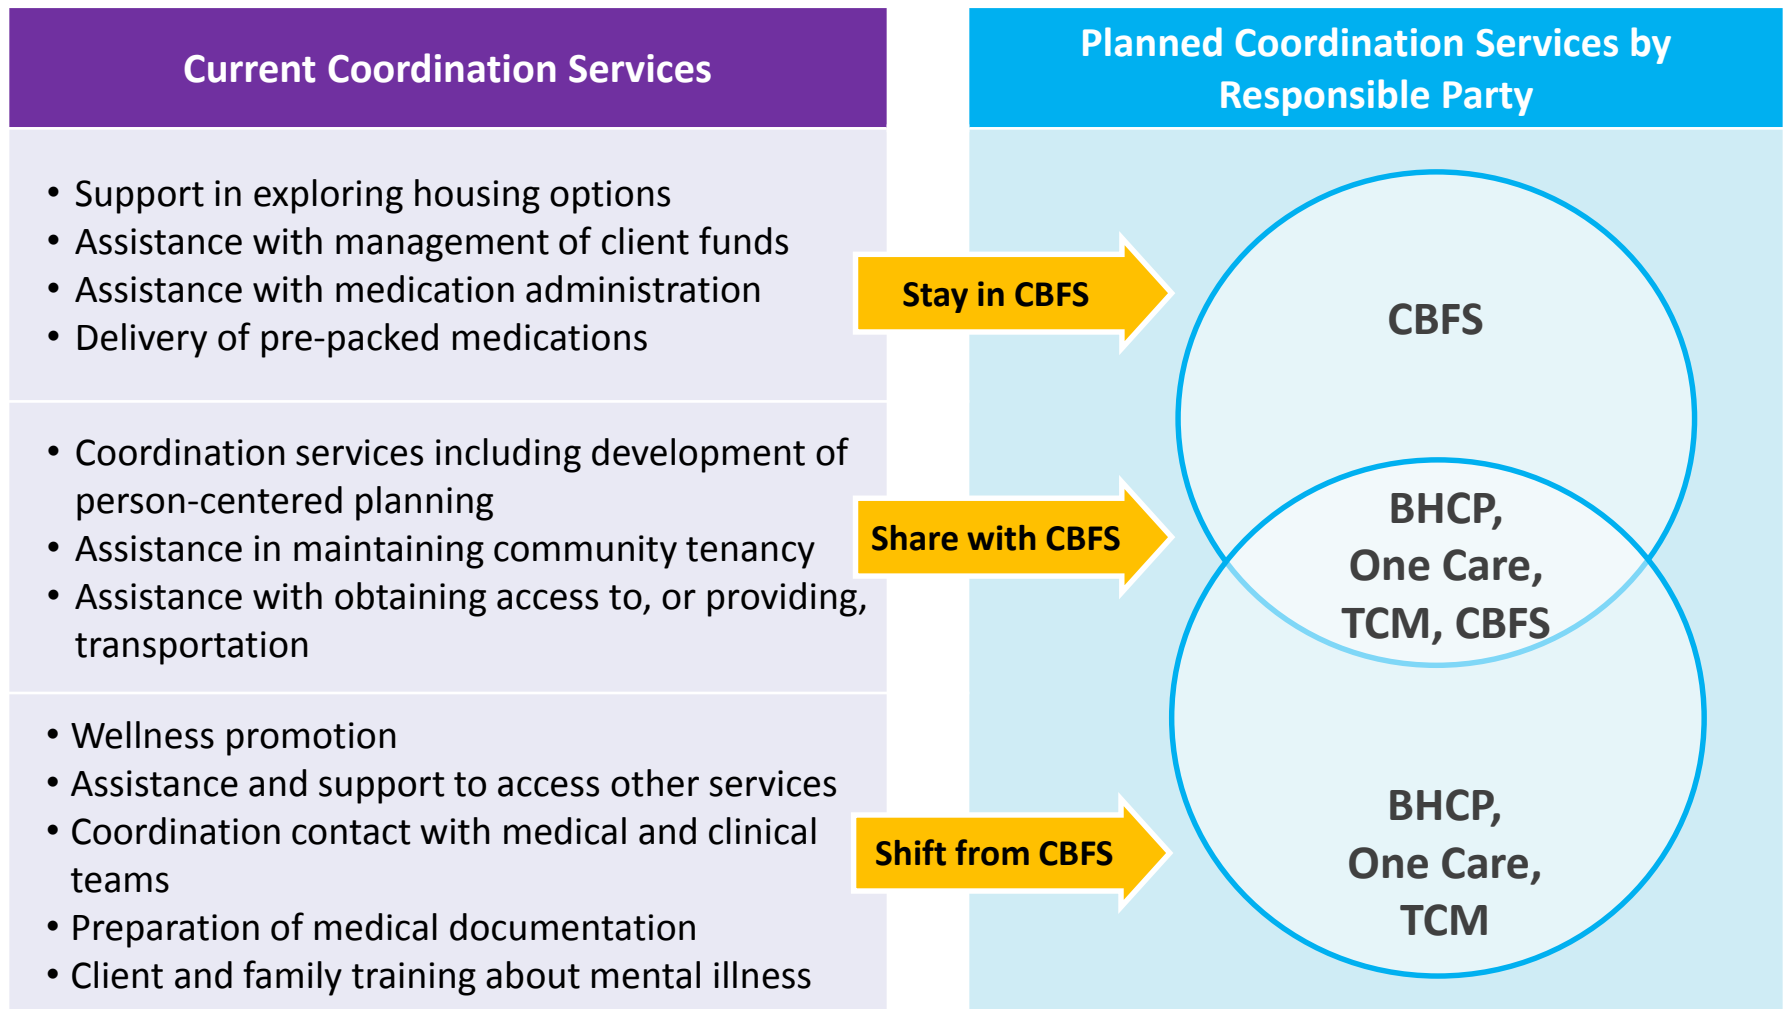 Current Coordination Services
• Support in exploring housing options
• Assistance with management of client funds
• Assistance with medication administration
• Delivery of pre-packed medications
• Coordination services including development of
person-centered planning
• Assistance in maintaining community tenancy
• Assistance with obtaining access to, or providing,
transportation
• Wellness promotion
• Assistance and support to access other services
• Coordination contact with medical and clinical
teams
• Preparation of medical documentation
• Client and family training about mental illness
Stay in CBFS
Share with CBFS
Shift from CBFS
Planned Coordination Services by
Responsible Party
CBFS
BHCP,
One Care,
TCM, CBFS
BHCP,
One Care,
TCM